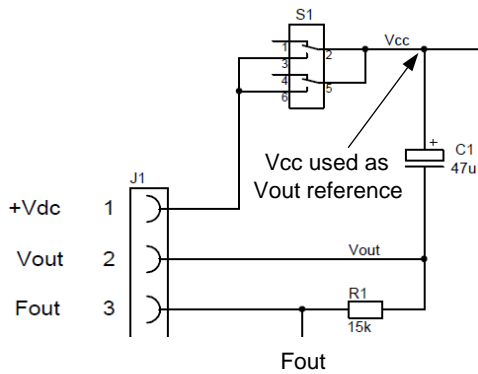 S1
1
2
3
4
5
6
Vcc
+
C1
47u
Vcc used as
Vout reference
J1
+Vdc 1
Vout 2
Vout
Fout 3
R1
15k
Fout